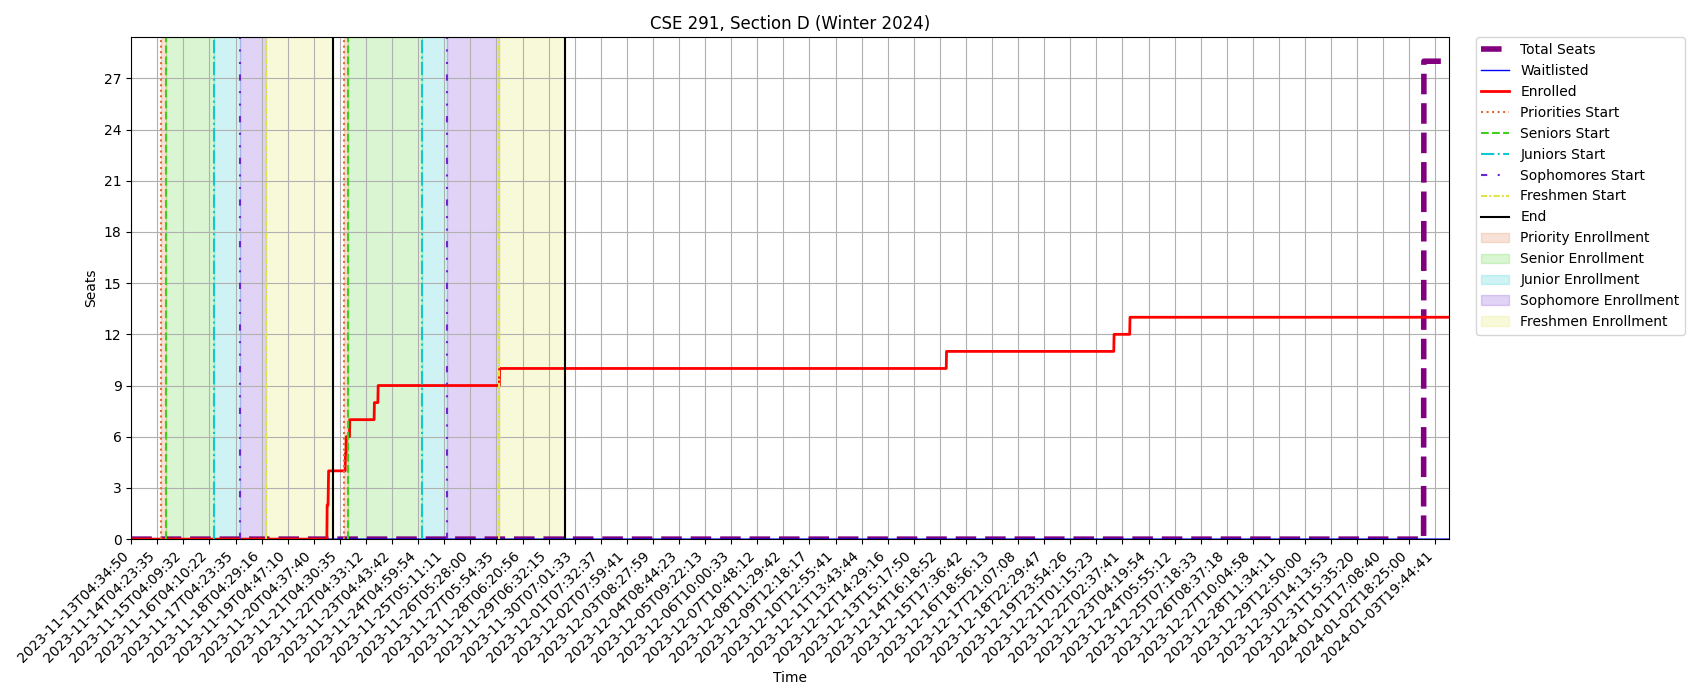 CSE 291, Section D (Winter 2024)
Seats
27
24
21
18
15
12
9
6
3
0
2023-11-13T04:34:50
2023-11-14T04:23:35
2023-11-15T04:09:32
2023-11-16T04:10:22
2023-11-17T04:23:35
2023-11-18T04:29:16
2023-11-19T04:47:10
2023-11-20T04:37:40
2023-11-21T04:30:35
2023-11-22T04:33:12
2023-11-23T04:43:42
2023-11-24T04:59:54
2023-11-25T05:11:11
2023-11-26T05:28:00
2023-11-27T05:54:35
2023-11-28T06:20:56
2023-11-29T06:32:15
2023-11-30T07:01:33
2023-12-01T07:32:37
2023-12-02T07:59:41
2023-12-03T08:27:59
2023-12-04T08:44:23
2023-12-05T09:22:13
2023-12-06T10:00:33
2023-12-07T10:48:12
2023-12-08T11:29:42
2023-12-09T12:18:17
2023-12-10T12:55:41
2023-12-11T13:43:44
2023-12-12T14:29:16
2023-12-13T15:17:50
2023-12-14T16:18:52
2023-12-15T17:36:42
2023-12-16T18:56:13
2023-12-17T21:07:08
2023-12-18T22:29:47
2023-12-19T23:54:26
2023-12-21T01:15:23
2023-12-22T02:37:41
2023-12-23T04:19:54
2023-12-24T05:55:12
2023-12-25T07:18:33
2023-12-26T08:37:18
2023-12-27T10:04:58
2023-12-28T11:34:11
2023-12-29T12:50:00
2023-12-30T14:13:53
2023-12-31T15:35:20
2024-01-01T17:08:40
2024-01-02T18:25:00
2024-01-03T19:44:41
Time
Total Seats
Waitlisted
Enrolled
Priorities Start
Seniors Start
Juniors Start
Sophomores Start
Freshmen Start
End
Priority Enrollment
Senior Enrollment
Junior Enrollment
Sophomore Enrollment
Freshmen Enrollment